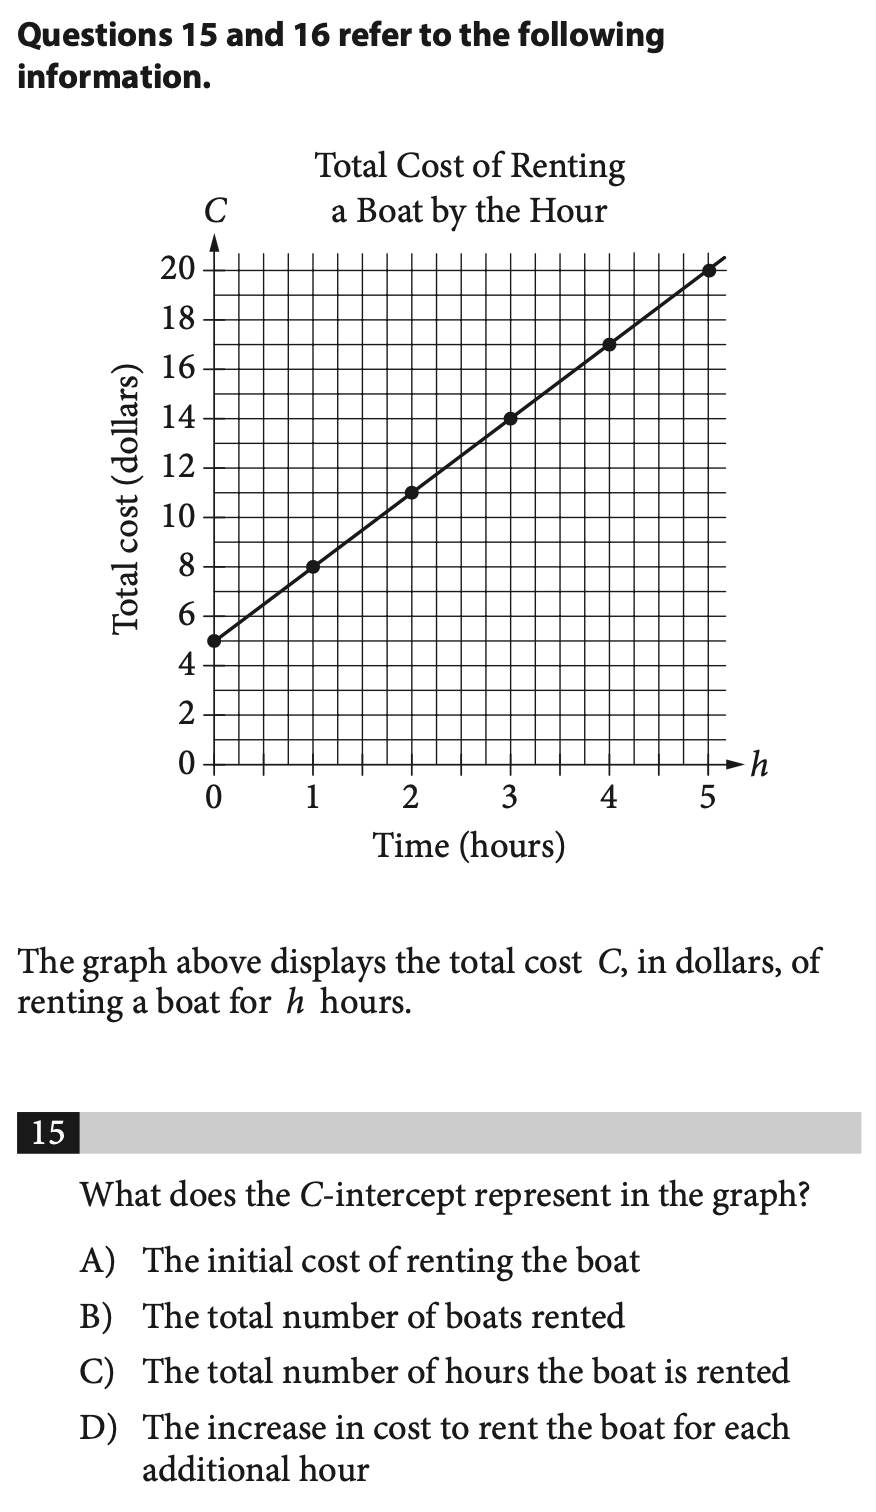 Questions 15 and 16 refer to the following
information.
Total Cost of Renting
a Boat by the Hour
C
20
18
16
14
12
10
8
6
4
2
0
Total cost (dollars)
0 1 2 3 4 5
h
Time (hours)
The graph above displays the total cost C, in dollars, of
renting a boat for h hours.
15
What does the C-intercept represent in the graph?
A) The initial cost of renting the boat
B) The total number of boats rented
C) The total number of hours the boat is rented
D) The increase in cost to rent the boat for each
additional hour